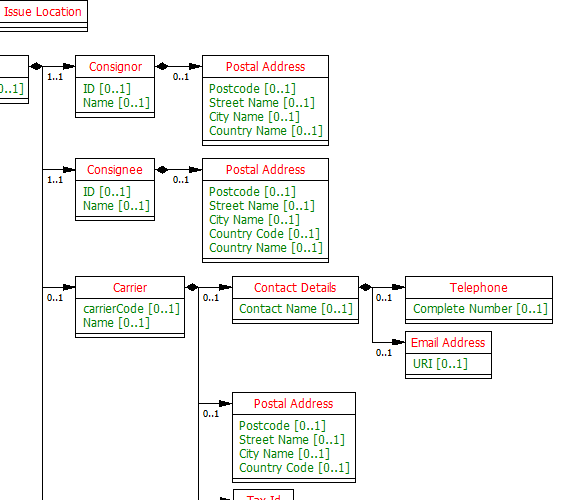 Issue Location
0..1]
1..1
Consignor
ID [0..1]
Name [0..1]
0..1
Postal Address
Postcode [0..1]
Street Name [0..1]
City Name [0..1]
Country Name [0..1]
1..1
Consignee
ID [0..1]
Name [0..1]
0..1
Postal Address
Postcode [0..1]
Street Name [0..1]
City Name [0..1]
Country Code [0..1]
Country Name [0..1]
0..1
Carrier
carrierCode [0..1]
Name [0..1]
0..1
Contact Details
Contact Name [0..1]
0..1
Telephone
Complete Number [0..1]
0..1
Email Address
URI [0..1]
0..1
Postal Address
Postcode [0..1]
Street Name [0..1]
City Name [0..1]
Country Code [0..1]
Tax Id